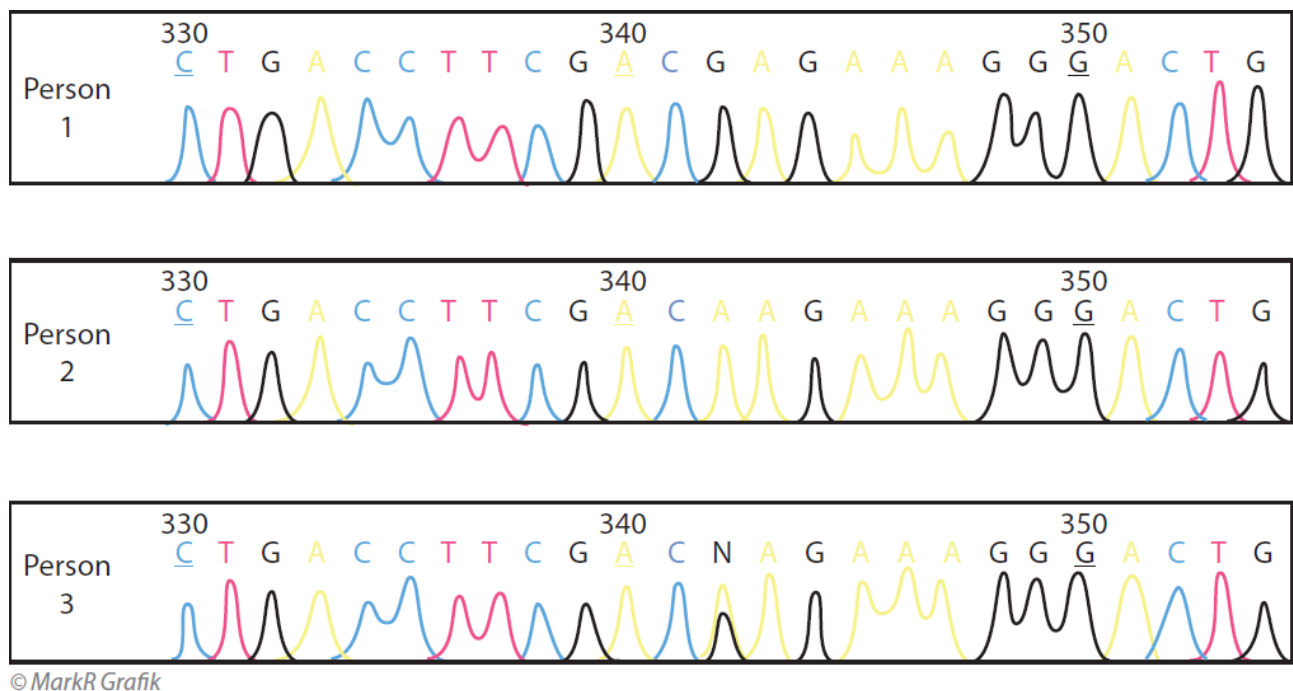 330 340 350
C T G A C C T T C G A C G A G A A A G G G A C T G
Person
1
330 340 350
C T G A C C T T C G A C A A G A A A G G G A C T G
Person
2
330 340 350
C T G A C C T T C G A C N A G A A A G G G A C T G
Person
3
© MarkR Grafik